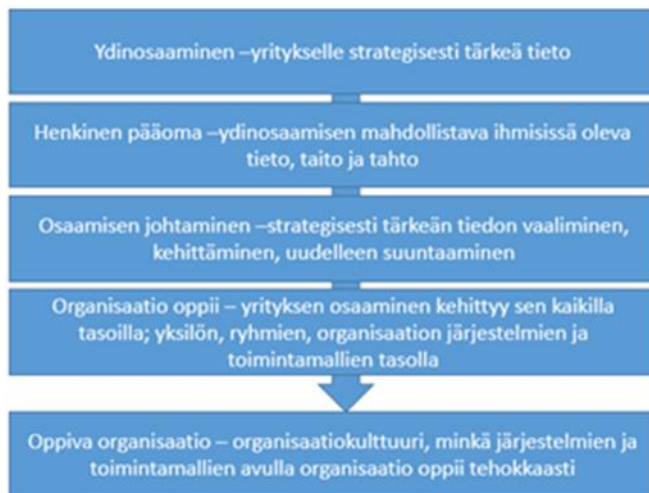 Ydinosaaminen –yritykselle strategisesti tärkeä tieto
Henkinen pääoma –ydinosaamisen mahdollistava ihmisissä oleva
tieto, taito ja tahto
Osaamisen johtaminen –strategisesti tärkeän tiedon vaaliminen,
kehittäminen, uudelleen suuntaaminen
Organisaatio oppii – yrityksen osaaminen kehittyy sen kaikilla
tasoilla; yksilön, ryhmien, organisaation järjestelmien ja
toimintamallien tasolla
Oppiva organisaatio – organisaatiokulttuuri, minkä järjestelmien ja
toimintamallien avulla organisaatio oppii tehokkaasti